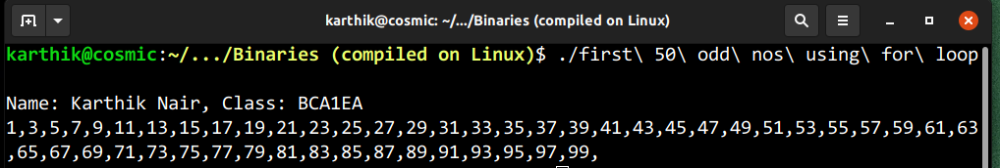 karthik@cosmic: ~/.../Binaries (compiled on Linux)
karthik@cosmic:~/.../Binaries (compiled on Linux)$ ./first\ 50\ odd\ nos\ using\ for\ loop
Name: Karthik Nair, Class: BCA1EA
1,3,5,7,9,11,13,15,17,19,21,23,25,27,29,31,33,35,37,39,41,43,45,47,49,51,53,55,57,59,61,63
,65,67,69,71,73,75,77,79,81,83,85,87,89,91,93,95,97,99,